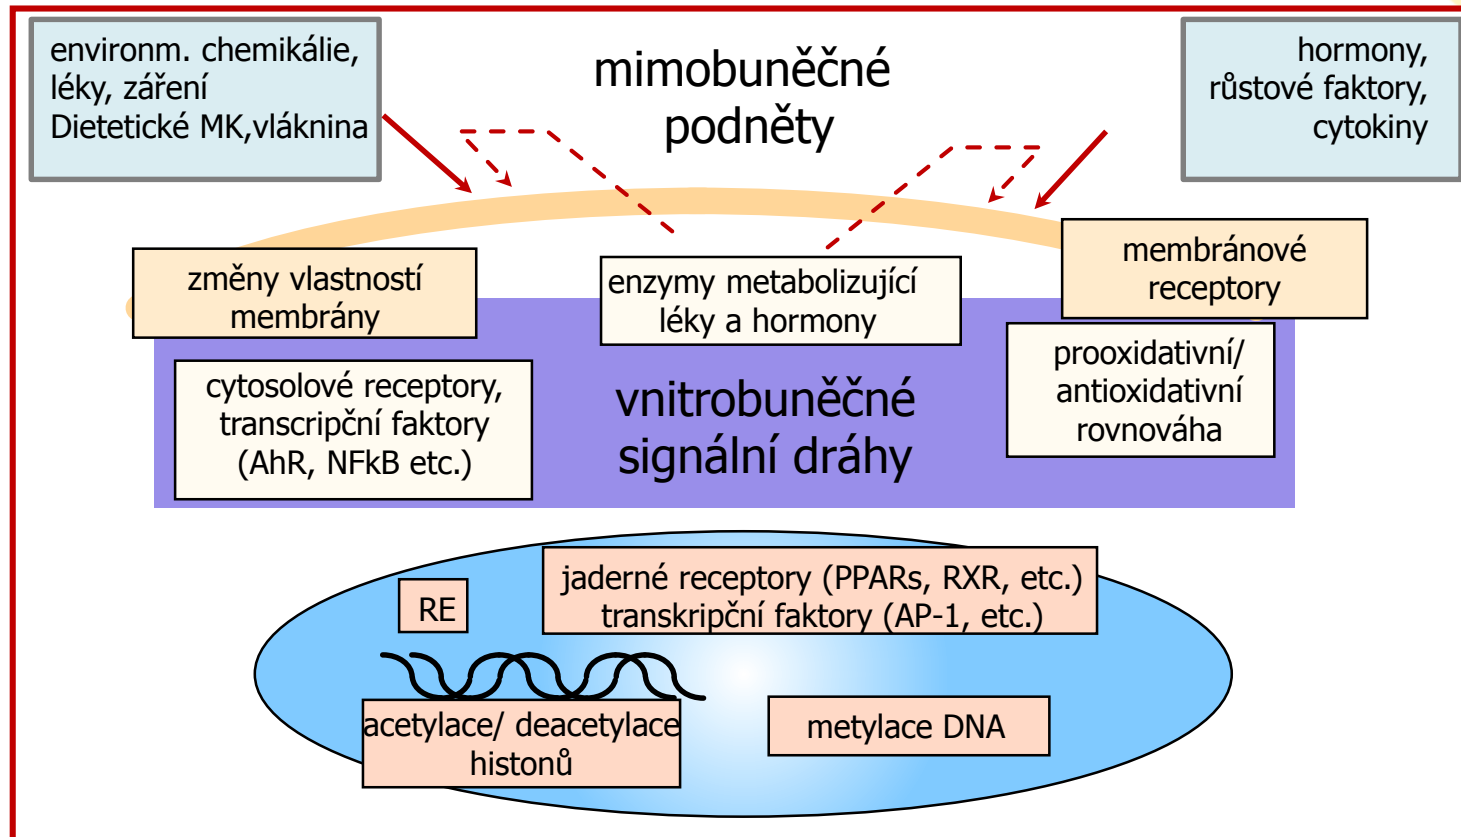 environm. chemikálie,
léky, záření
Dietetické MK,vláknina
mimobuněčné
podněty
hormony,
růstové faktory,
cytokiny
změny vlastností
membrány
enzymy metabolizující
léky a hormony
membránové
receptory
cytosolové receptory,
transcripční faktory
(AhR, NFkB etc.)
vnitrobuněčné
signální dráhy
prooxidativní/
antioxidativní
rovnováha
RE
jaderné receptory (PPARs, RXR, etc.)
transkripční faktory (AP-1, etc.)
acetylace/ deacetylace
histonů
metylace DNA